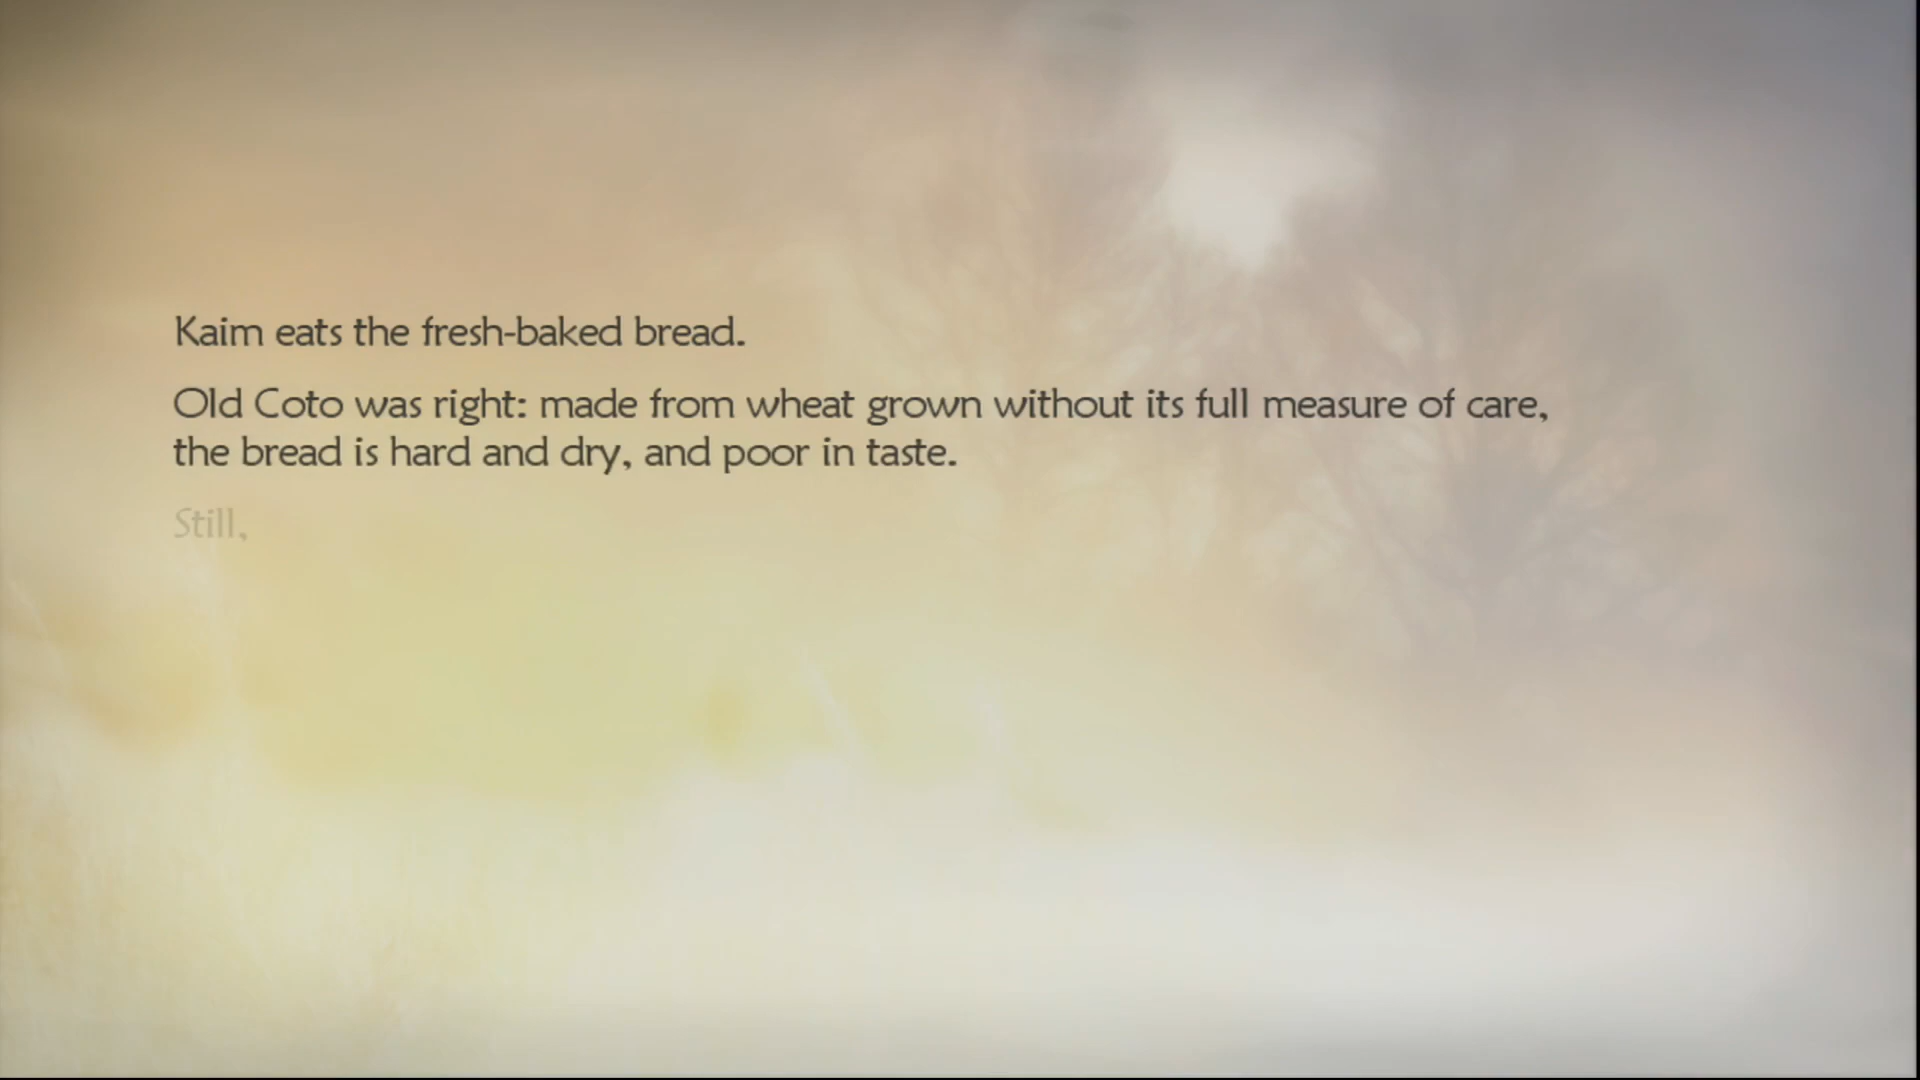 Kaim eats the fresh-baked bread.
Old Coto was right: made from wheat grown without its full measure of care,
the bread is hard and dry, and poor in taste.
Still,